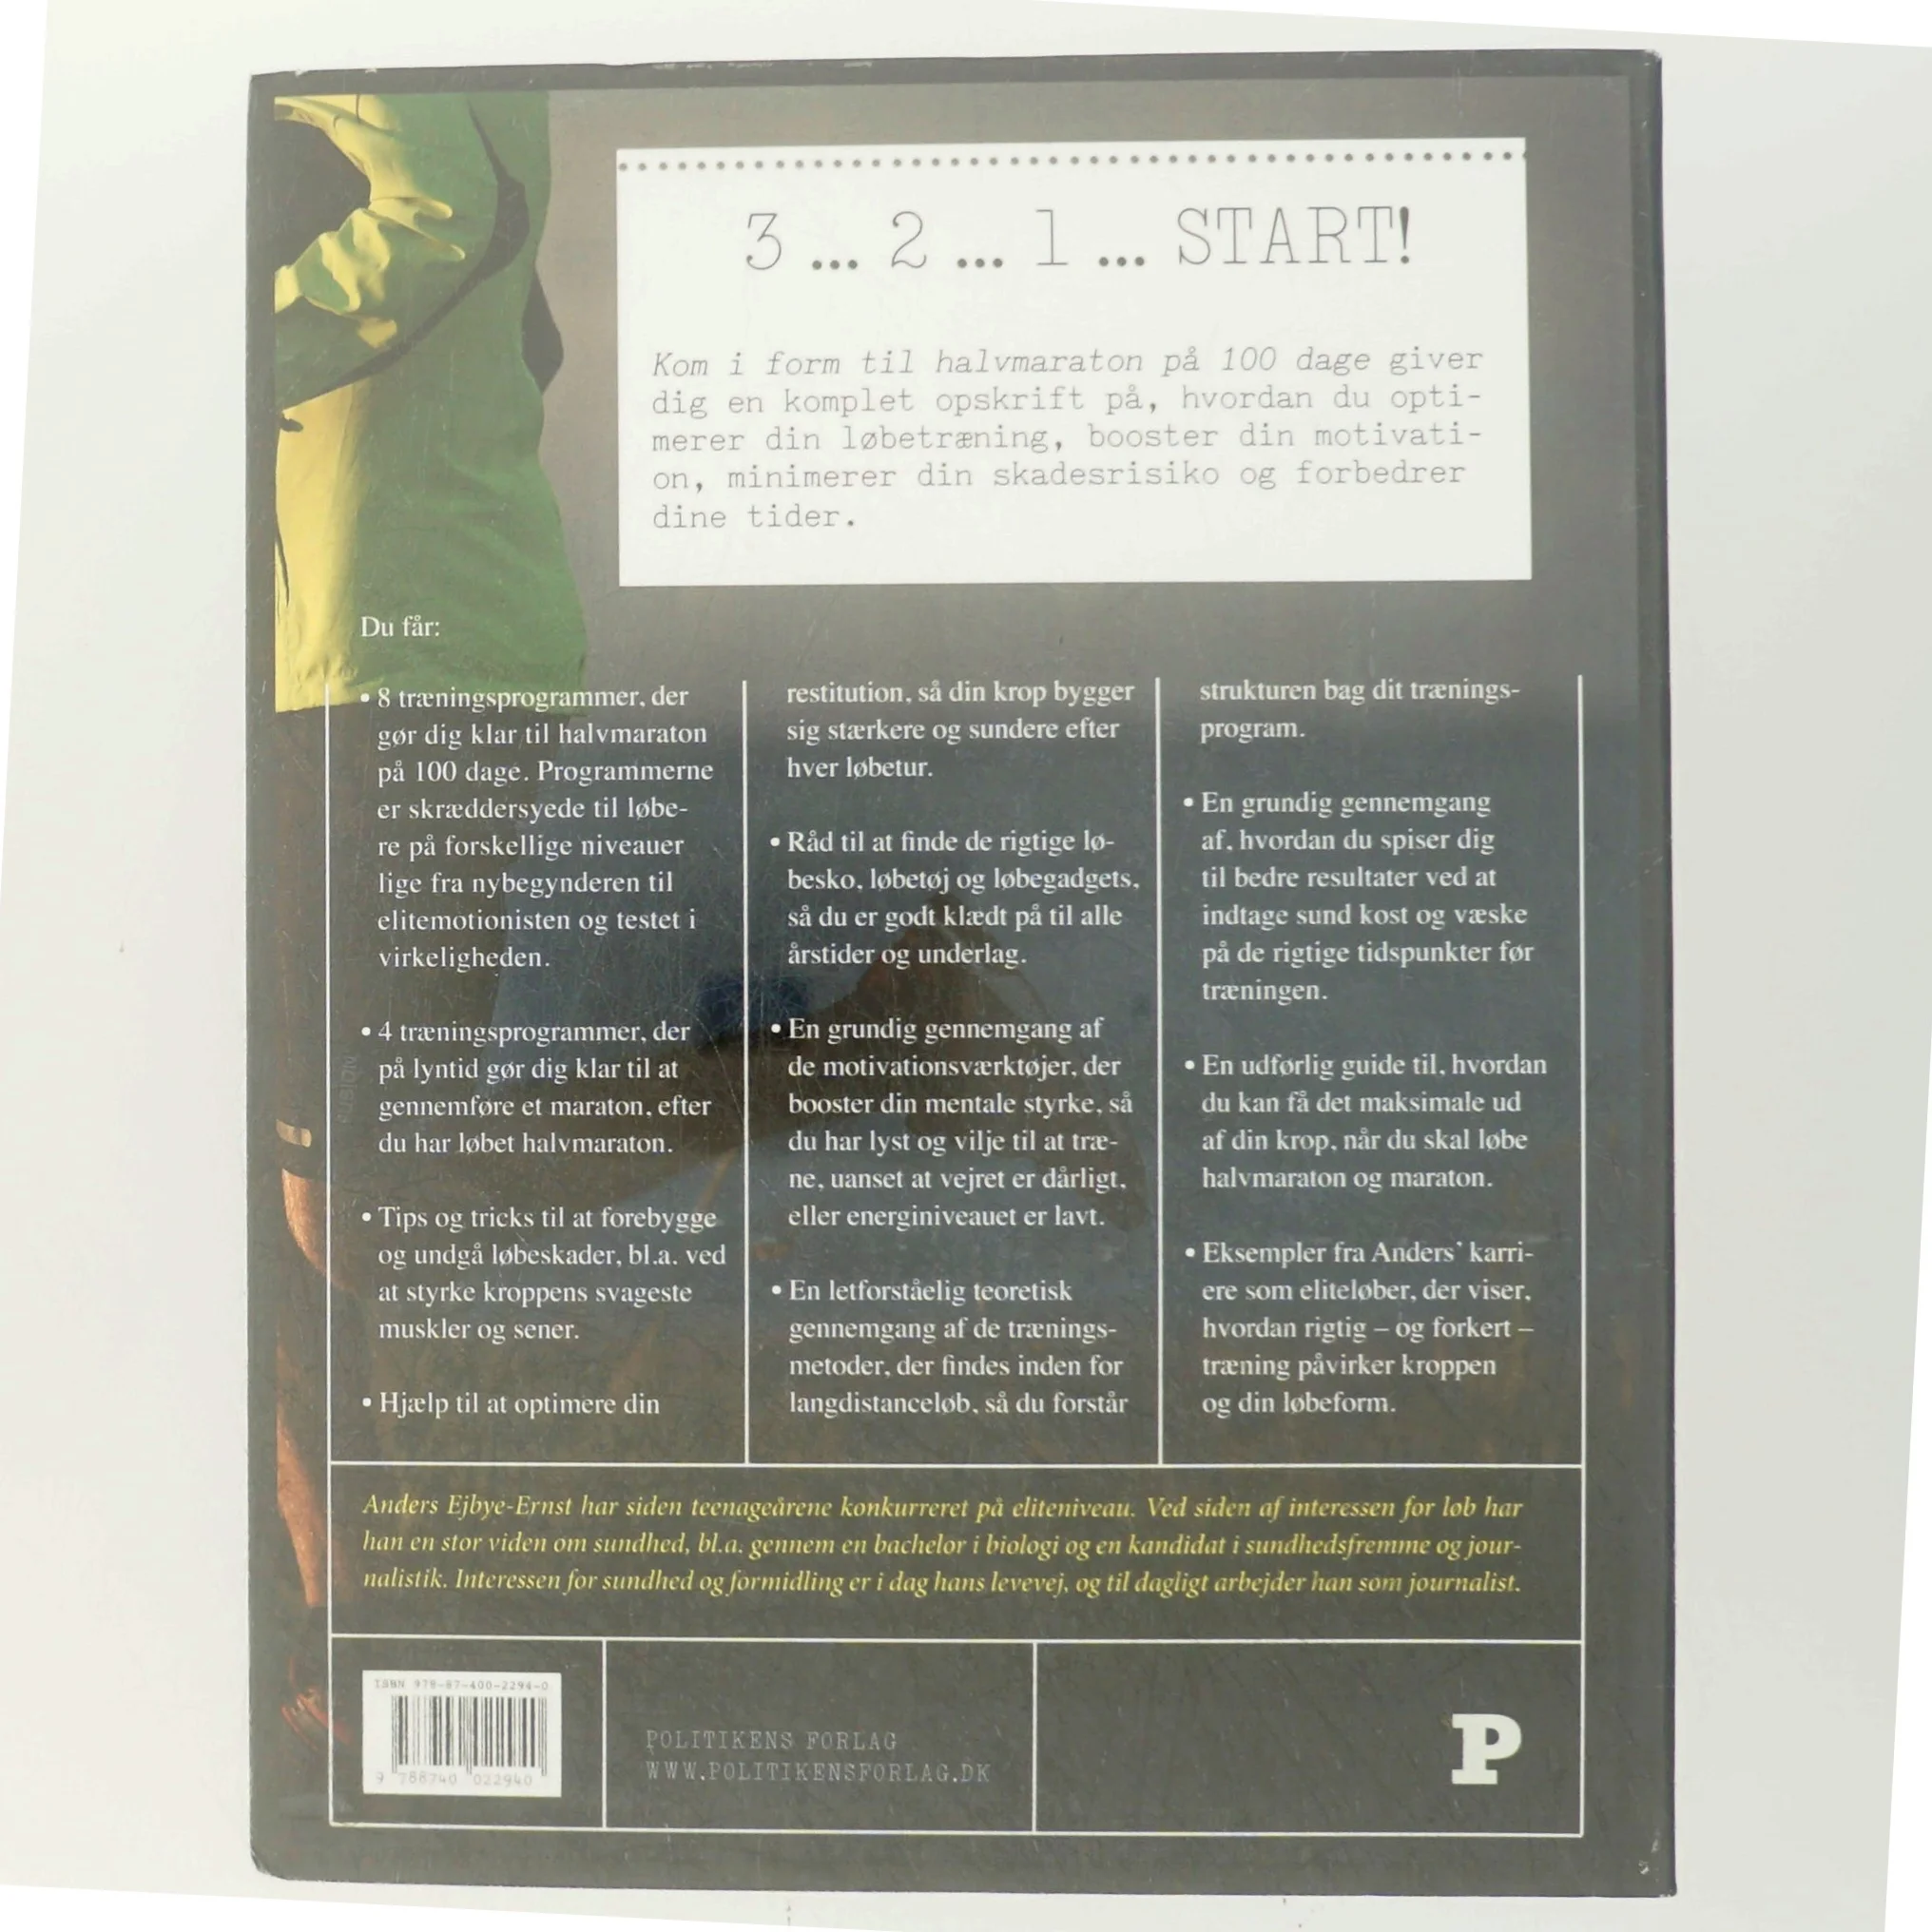 3 ... 2 ... 1 ... START!
Kom i form til halvmaraton på 100 dage giver
dig en komplet opskrift på, hvordan du opti-
merer din løbetræning, booster din motivati-
on, minimerer din skadesrisiko og forbedrer
dine tider.
Du får:
• 8 træningsprogrammer, der
gør dig klar til halvmaraton
på 100 dage. Programmerne
er skræddersyede til løbe-
re på forskellige niveauer
lige fra nybegynderen til
elitemotionisten og testet i
virkeligheden.
• 4 træningsprogrammer, der
på lyntid gør dig klar til at
gennemføre et maraton, efter
du har løbet halvmaraton.
• Tips og tricks til at forebygge
og undgå løbeskader, bl.a. ved
at styrke kroppens svageste
muskler og sener.
• Hjælp til at optimere din
restitution, så din krop bygger
sig stærkere og sundere efter
hver løbetur.
• Råd til at finde de rigtige lø-
besko, løbetøj og løbegadgets,
så du er godt klædt på til alle
årstider og underlag.
• En grundig gennemgang af
de motivationsværktøjer, der
booster din mentale styrke, så
du har lyst og vilje til at træ-
ne, uanset at vejret er dårligt,
eller energiniveauet er lavt.
• En letforståelig teoretisk
gennemgang af de trænings-
metoder, der findes inden for
langdistanceløb, så du forstår
strukturen bag dit trænings-
program.
• En grundig gennemgang
af, hvordan du spiser dig
til bedre resultater ved at
indtage sund kost og væske
på de rigtige tidspunkter før
træningen.
• En udførlig guide til, hvordan
du kan få det maksimale ud
af din krop, når du skal løbe
halvmaraton og maraton.
• Eksempler fra Anders' karri-
ere som eliteløber, der viser,
hvordan rigtig – og forkert –
træning påvirker kroppen
og din løbeform.
Anders Ejbye-Ernst har siden teenageårene konkurreret på eliteniveau. Ved siden af interessen for løb har
han en stor viden om sundhed, bl.a. gennem en bachelor i biologi og en kandidat i sundhedsfremme og jour-
nalistik. Interessen for sundhed og formidling er i dag hans levevej, og til dagligt arbejder han som journalist.
ISBN 978-87-400-2294-0
9 788740 022940
POLITIKENS FORLAG
WWW.POLITIKENSFORLAG.DK
P